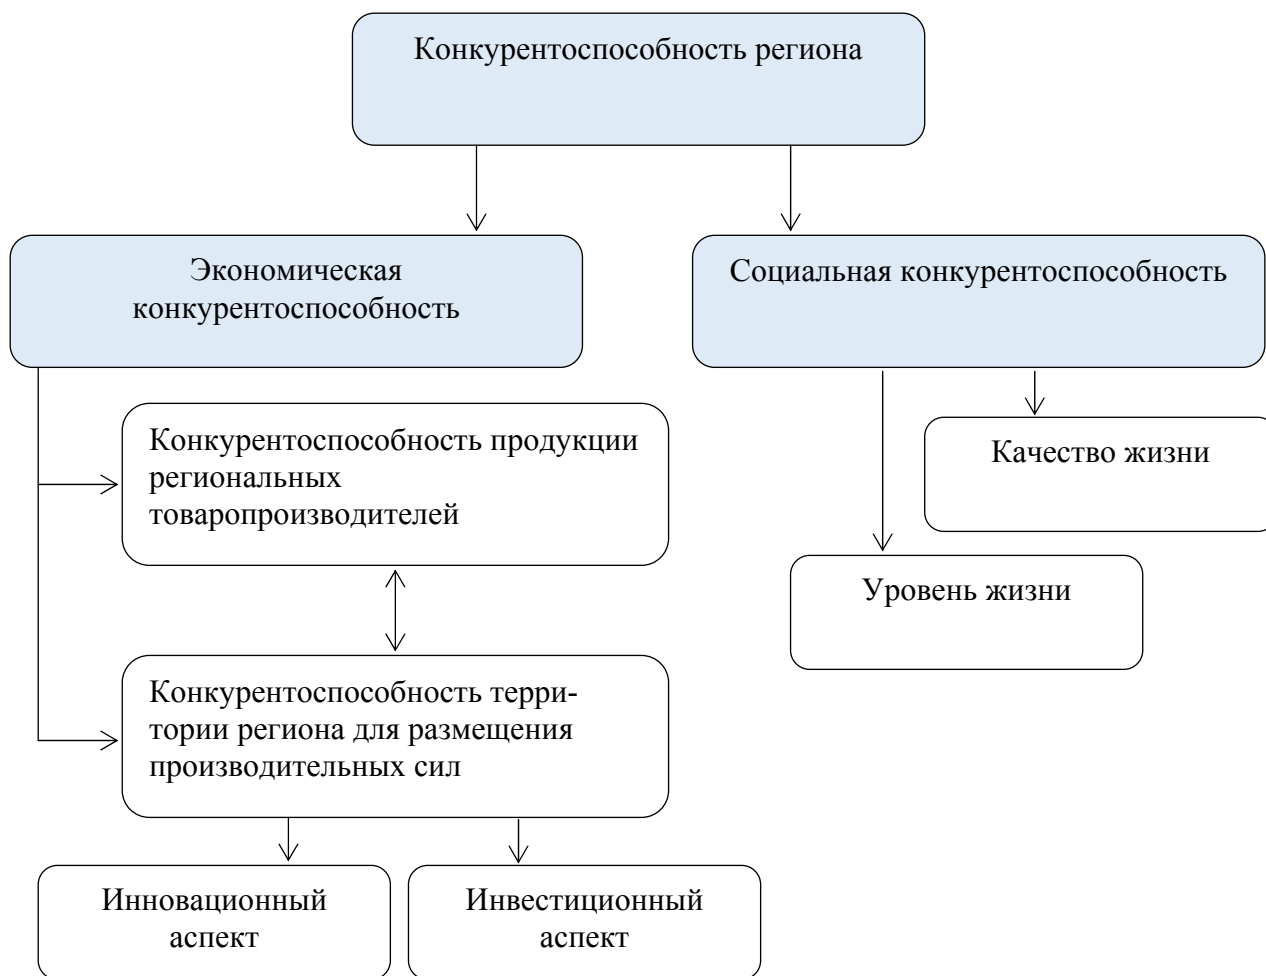 Конкурентоспособность региона
Экономическая
конкурентоспособность
Социальная конкурентоспособность
Конкурентоспособность продукции
региональных
товаропроизводителей
Качество жизни
Уровень жизни
Конкурентоспособность терри-
тории региона для размещения
производительных сил
Инновационный
аспект
Инвестиционный
аспект